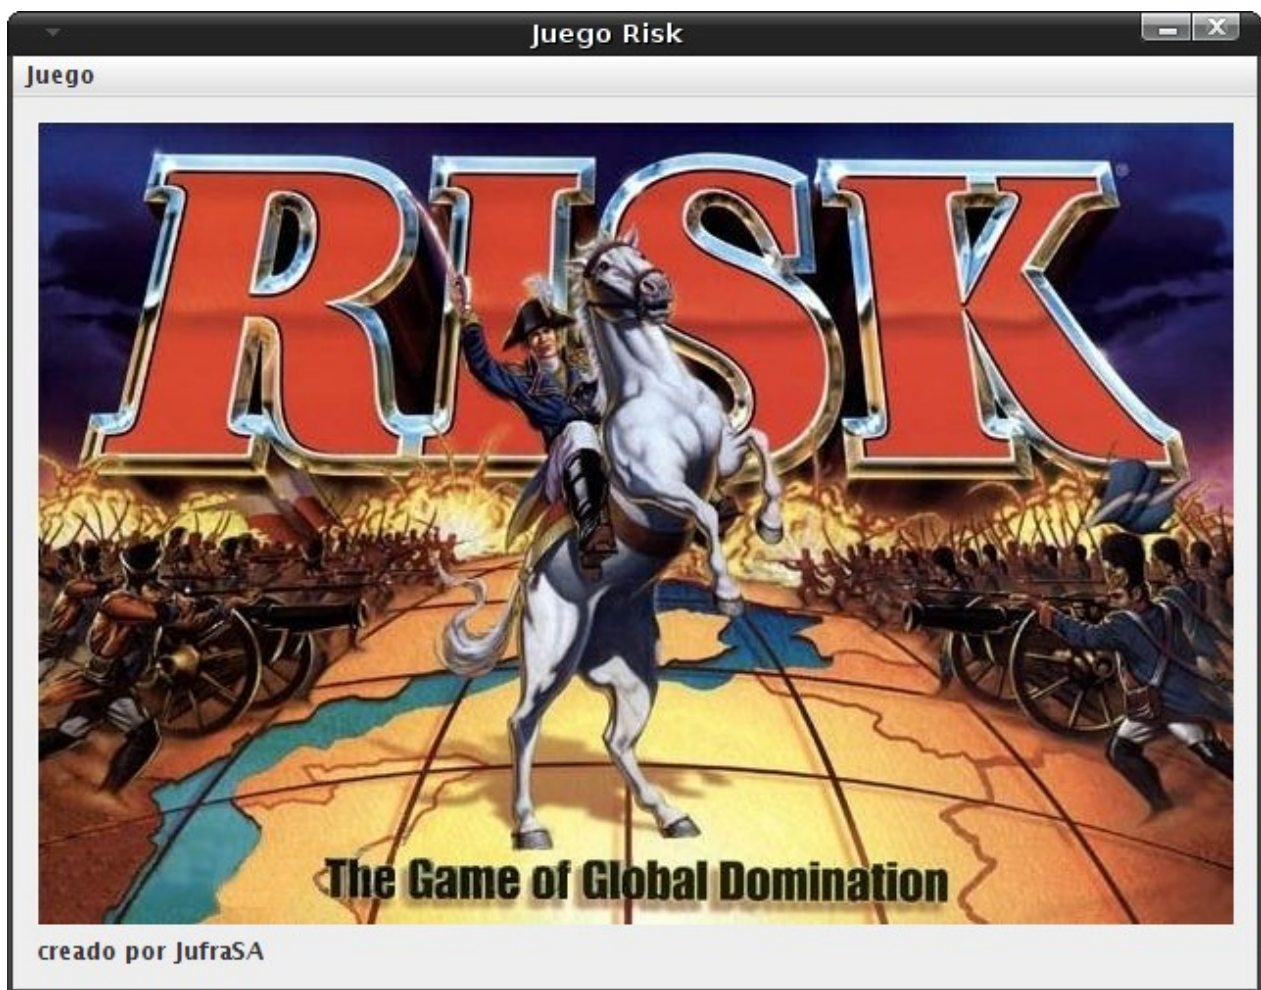 Juego Risk
Juego
RISK®
The Game of Global Domination
creado por JufraSA